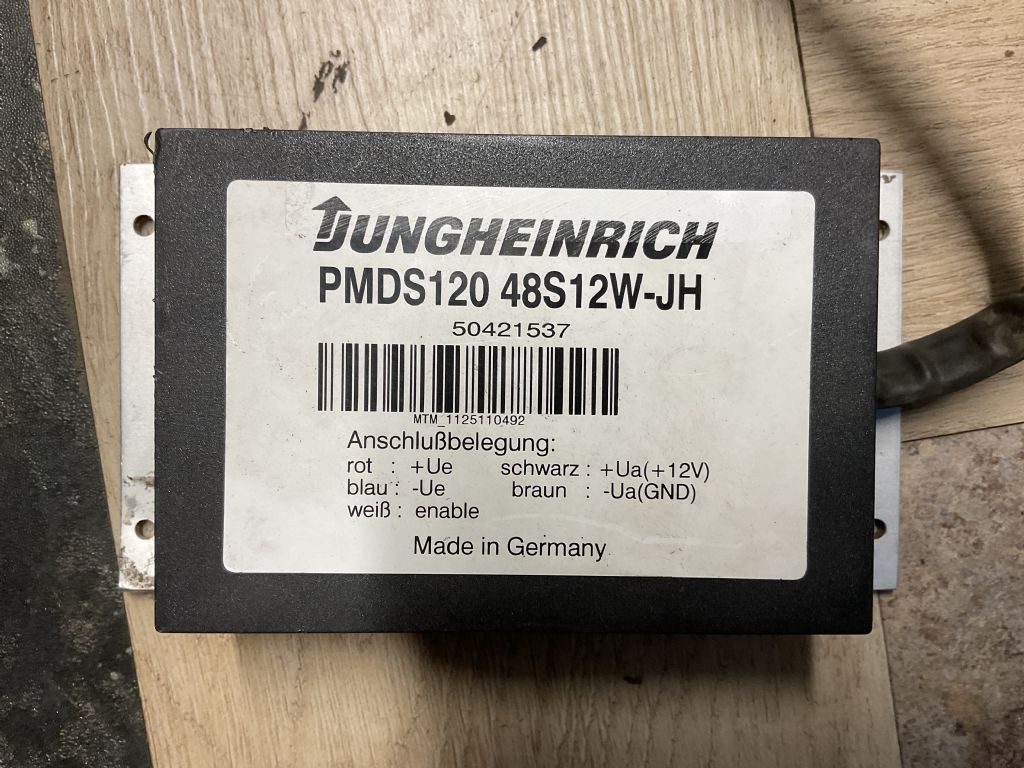 JUNGHEINRICH
PMDS120 48S12W-JH
50421537
MTM_1125110492
Anschlußbelegung:
rot : +Ue schwarz : +Ua(+12V)
blau : -Ue braun : -Ua(GND)
weiß : enable
Made in Germany